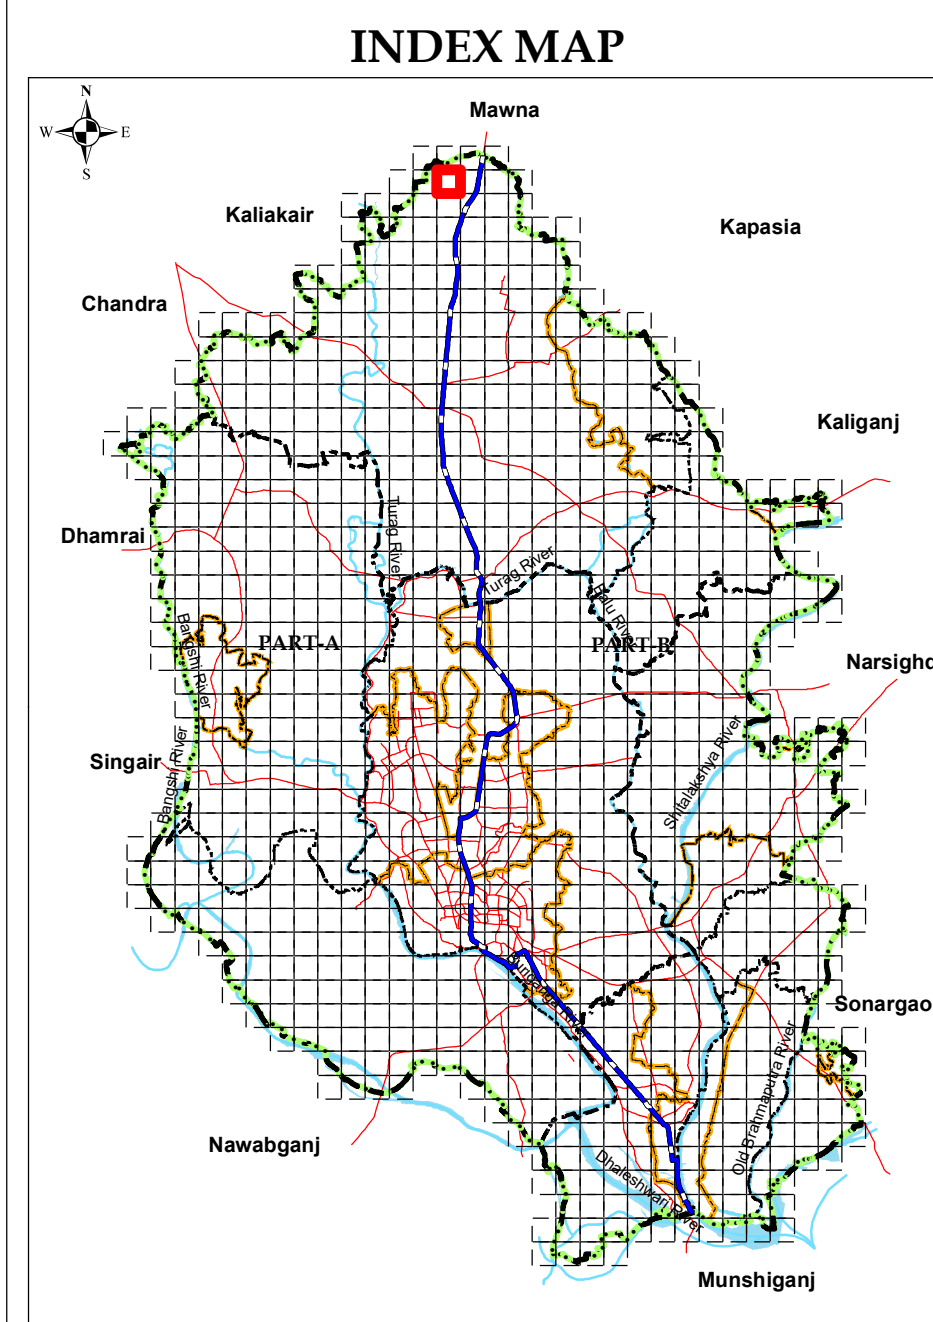 INDEX MAP
N
W E
S
Mawna
Kaliakair
Kapasia
Chandra
Kaliganj
Dhamrai
Turag River
Turag River
Balu River
Bangshi River
PART-A
PART-B
Narsigho
Singair
Bangshi River
Shitalakshya River
Buriganga River
Sonargao
Old Brahmaputra River
Nawabganj
Dhaleshwari River
Munshiganj